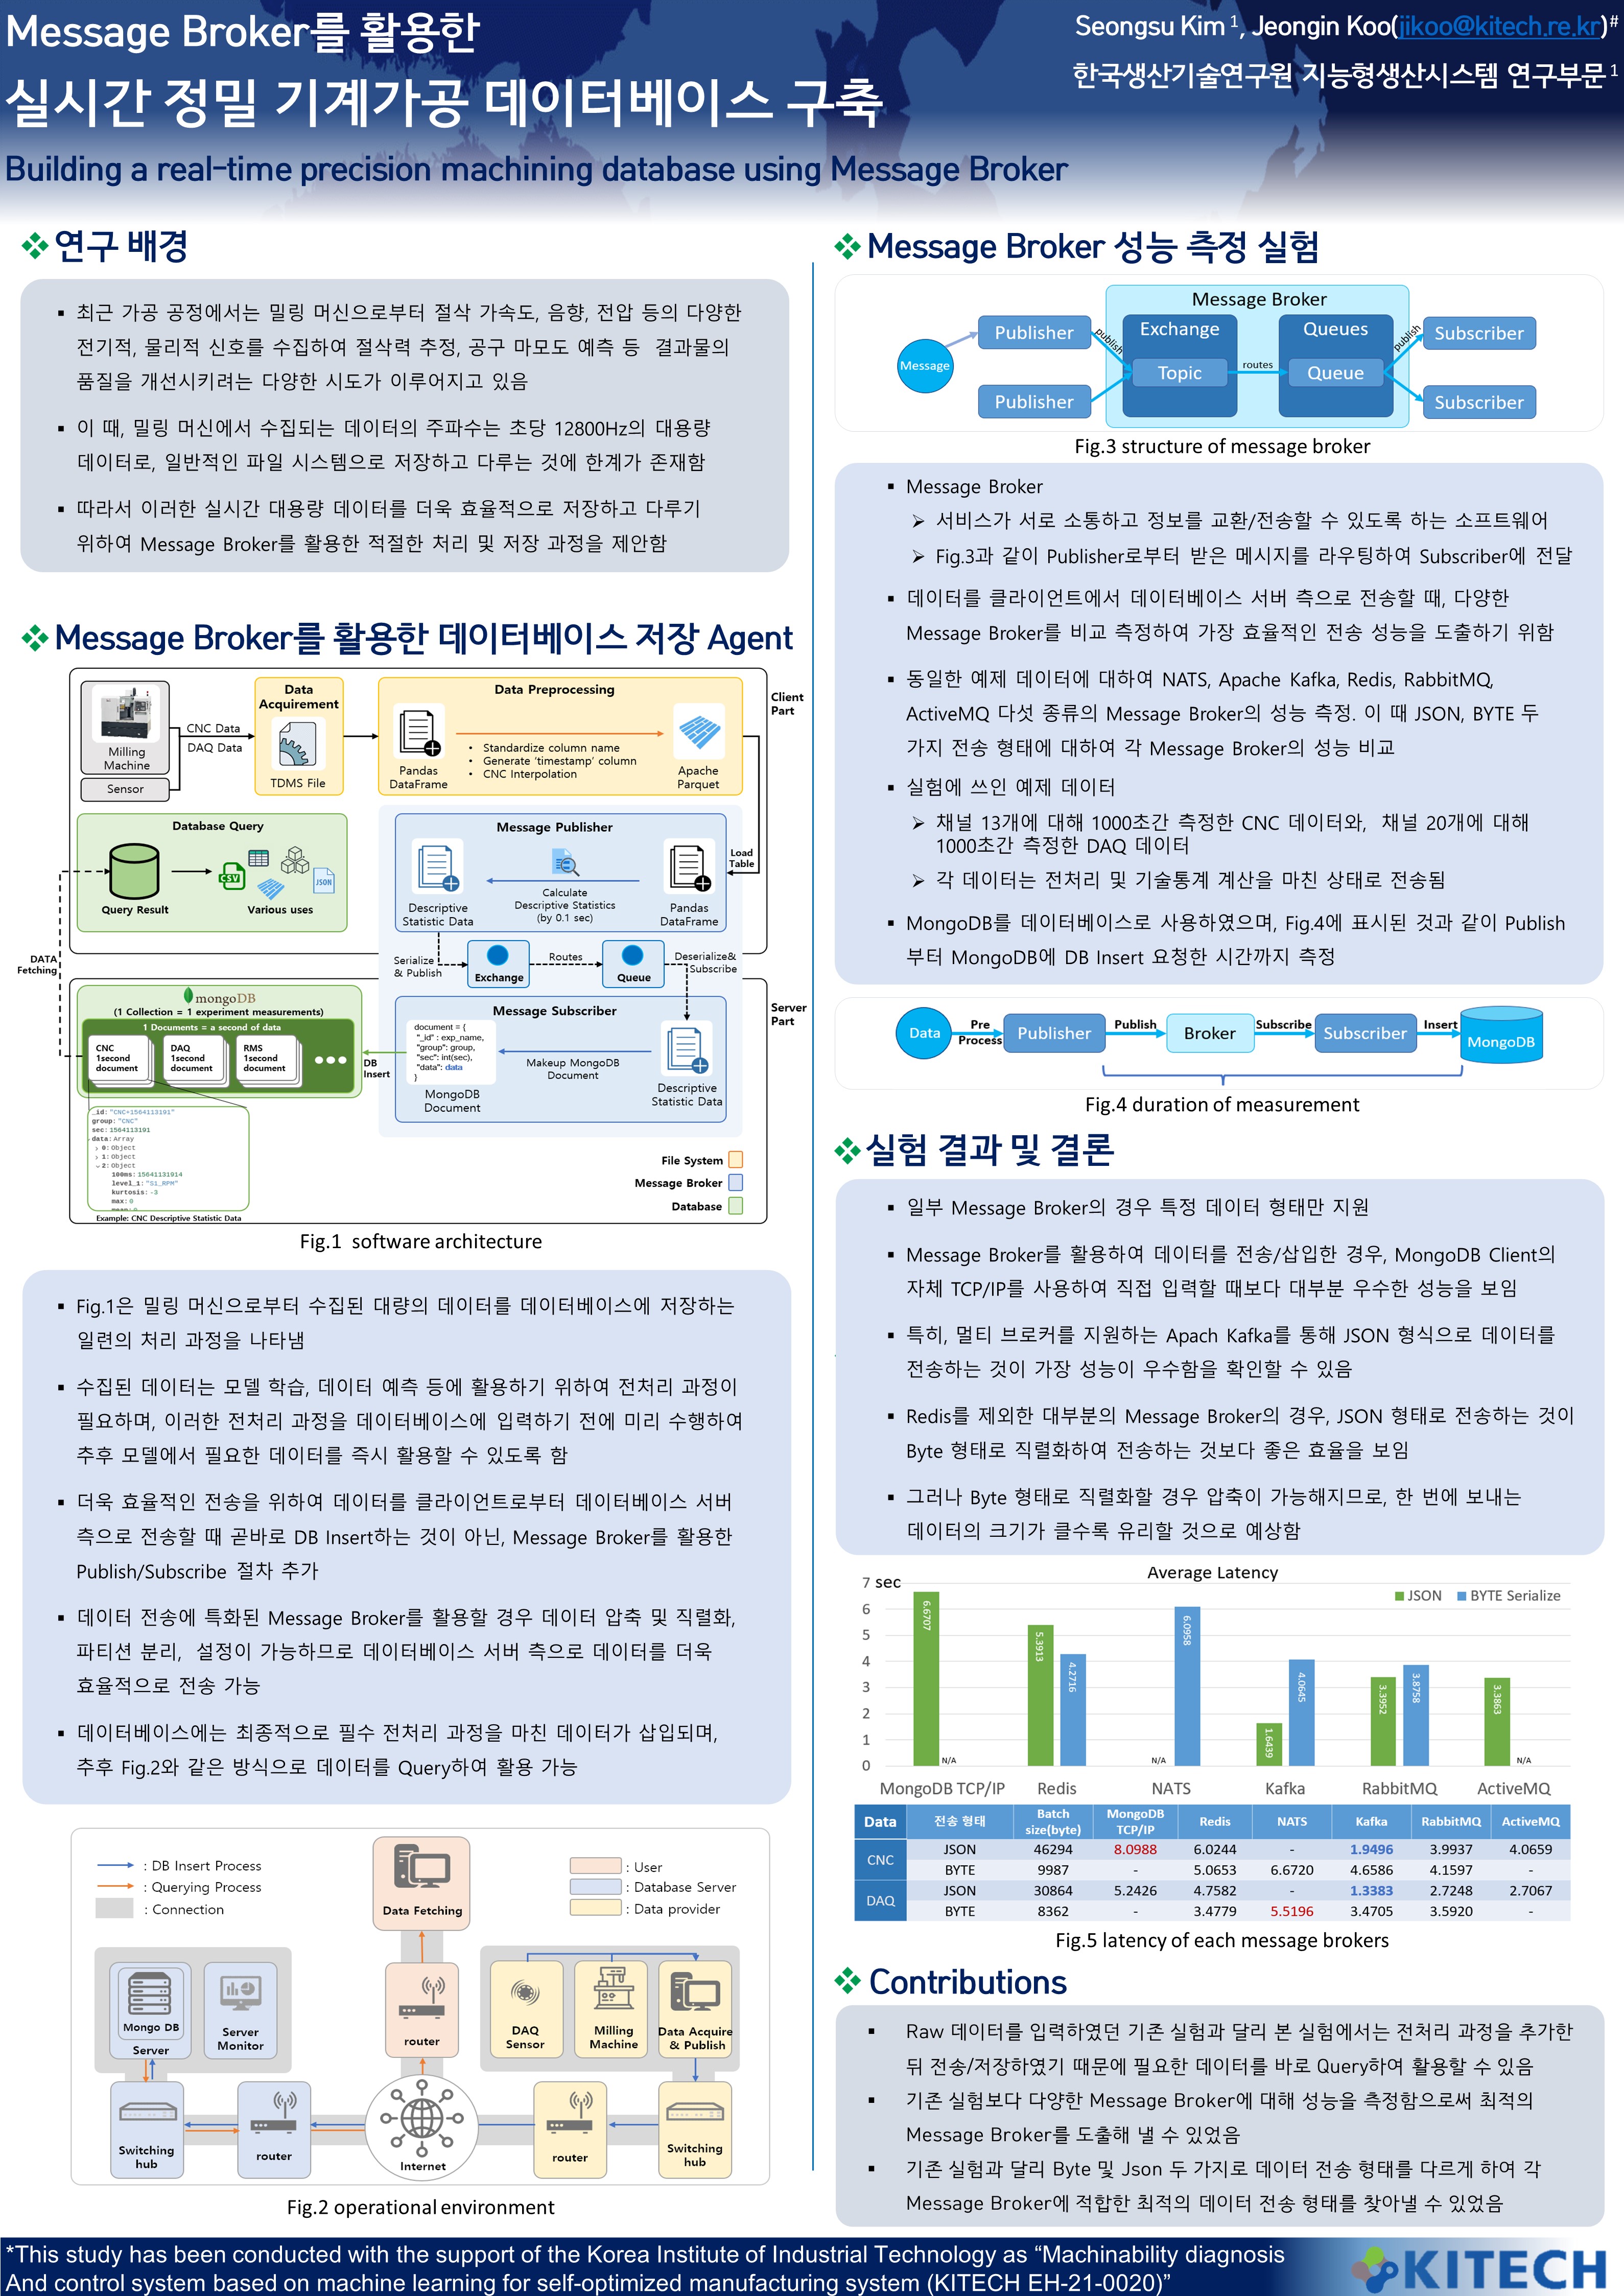 Message Broker를 활용한
실시간 정밀 기계가공 데이터베이스 구축
Building a real-time precision machining database using Message Broker
Seongsu Kim 1, Jeongin Koo(jikoo@kitech.re.kr)#
한국생산기술연구원 지능형생산시스템 연구부문 1
❖ 연구 배경
▪ 최근 가공 공정에서는 밀링 머신으로부터 절삭 가속도, 음향, 전압 등의 다양한
전기적, 물리적 신호를 수집하여 절삭력 추정, 공구 마모도 예측 등 결과물의
품질을 개선시키려는 다양한 시도가 이루어지고 있음
▪ 이 때, 밀링 머신에서 수집되는 데이터의 주파수는 초당 12800Hz의 대용량
데이터로, 일반적인 파일 시스템으로 저장하고 다루는 것에 한계가 존재함
▪ 따라서 이러한 실시간 대용량 데이터를 더욱 효율적으로 저장하고 다루기
위하여 Message Broker를 활용한 적절한 처리 및 저장 과정을 제안함
❖ Message Broker를 활용한 데이터베이스 저장 Agent
Milling
Machine
Sensor
CNC Data
DAQ Data
Data
Acquirement
TDMS File
Data Preprocessing
Pandas
DataFrame
• Standardize column name
• Generate ‘timestamp’ column
• CNC Interpolation
Apache
Parquet
Client
Part
Database Query
CSV
JSON
Query Result
Various uses
Message Publisher
Descriptive
Statistic Data
Calculate
Descriptive Statistics
(by 0.1 sec)
Pandas
DataFrame
Load
Table
DATA
Fetching
Serialize
& Publish
Exchange
Routes
Queue
Deserialize&
Subscribe
mongoDB
(1 Collection = 1 experiment measurements)
1 Documents = a second of data
CNC
1second
document
DAQ
1second
document
RMS
1second
document
DB
Insert
Message Subscriber
document = {
"_id" : exp_name,
"group": group,
"sec": int(sec),
"data": data
}
MongoDB
Document
Makeup MongoDB
Document
Descriptive
Statistic Data
Server
Part
_id: "CNC+1564113191"
group: "CNC"
sec: 1564113191
data: Array
0: Object
1: Object
2: Object
100ms: 15641131914
level_1: "S1_RPM"
kurtosis: -3
max: 0
Example: CNC Descriptive Statistic Data
File System
Message Broker
Database
Fig.1 software architecture
▪ Fig.1은 밀링 머신으로부터 수집된 대량의 데이터를 데이터베이스에 저장하는
일련의 처리 과정을 나타냄
▪ 수집된 데이터는 모델 학습, 데이터 예측 등에 활용하기 위하여 전처리 과정이
필요하며, 이러한 전처리 과정을 데이터베이스에 입력하기 전에 미리 수행하여
추후 모델에서 필요한 데이터를 즉시 활용할 수 있도록 함
▪ 더욱 효율적인 전송을 위하여 데이터를 클라이언트로부터 데이터베이스 서버
측으로 전송할 때 곧바로 DB Insert하는 것이 아닌, Message Broker를 활용한
Publish/Subscribe 절차 추가
▪ 데이터 전송에 특화된 Message Broker를 활용할 경우 데이터 압축 및 직렬화,
파티션 분리, 설정이 가능하므로 데이터베이스 서버 측으로 데이터를 더욱
효율적으로 전송 가능
▪ 데이터베이스에는 최종적으로 필수 전처리 과정을 마친 데이터가 삽입되며,
추후 Fig.2와 같은 방식으로 데이터를 Query하여 활용 가능
: DB Insert Process
: Querying Process
: Connection
Data Fetching
: User
: Database Server
: Data provider
Mongo DB
Server
Server
Monitor
router
DAQ
Sensor
Milling
Machine
Data Acquire
& Publish
Switching
hub
router
Internet
router
Switching
hub
Fig.2 operational environment
❖ Message Broker 성능 측정 실험
Message
Publisher
Publisher
publish
Message Broker
Exchange
Topic
routes
Queues
Queue
publish
Subscriber
Subscriber
Fig.3 structure of message broker
▪ Message Broker
➢ 서비스가 서로 소통하고 정보를 교환/전송할 수 있도록 하는 소프트웨어
➢ Fig.3과 같이 Publisher로부터 받은 메시지를 라우팅하여 Subscriber에 전달
▪ 데이터를 클라이언트에서 데이터베이스 서버 측으로 전송할 때, 다양한
Message Broker를 비교 측정하여 가장 효율적인 전송 성능을 도출하기 위함
▪ 동일한 예제 데이터에 대하여 NATS, Apache Kafka, Redis, RabbitMQ,
ActiveMQ 다섯 종류의 Message Broker의 성능 측정. 이 때 JSON, BYTE 두
가지 전송 형태에 대하여 각 Message Broker의 성능 비교
▪ 실험에 쓰인 예제 데이터
➢ 채널 13개에 대해 1000초간 측정한 CNC 데이터와, 채널 20개에 대해
1000초간 측정한 DAQ 데이터
➢ 각 데이터는 전처리 및 기술통계 계산을 마친 상태로 전송됨
▪ MongoDB를 데이터베이스로 사용하였으며, Fig.4에 표시된 것과 같이 Publish
부터 MongoDB에 DB Insert 요청한 시간까지 측정
Data
Pre
Process
Publisher
Publish
Broker
Subscribe
Subscriber
Insert
MongoDB
Fig.4 duration of measurement
❖ 실험 결과 및 결론
▪ 일부 Message Broker의 경우 특정 데이터 형태만 지원
▪ Message Broker를 활용하여 데이터를 전송/삽입한 경우, MongoDB Client의
자체 TCP/IP를 사용하여 직접 입력할 때보다 대부분 우수한 성능을 보임
▪ 특히, 멀티 브로커를 지원하는 Apach Kafka를 통해 JSON 형식으로 데이터를
전송하는 것이 가장 성능이 우수함을 확인할 수 있음
▪ Redis를 제외한 대부분의 Message Broker의 경우, JSON 형태로 전송하는 것이
Byte 형태로 직렬화하여 전송하는 것보다 좋은 효율을 보임
▪ 그러나 Byte 형태로 직렬화할 경우 압축이 가능해지므로, 한 번에 보내는
데이터의 크기가 클수록 유리할 것으로 예상함
Average Latency
7 sec
JSON BYTE Serialize
6
5
4
3
2
1
0
6.6707 N/A
5.3913 4.2716
N/A 6.0958
1.6439 4.0645
3.3952 3.8758
3.3863 N/A
MongoDB TCP/IP Redis NATS Kafka RabbitMQ ActiveMQ
Data 전송 형태 Batch size(byte) MongoDB TCP/IP Redis NATS Kafka RabbitMQ ActiveMQ
CNC JSON 46294 8.0988 6.0244 - 1.9496 3.9937 4.0659
BYTE 9987 - 5.0653 6.6720 4.6586 4.1597 -
DAQ JSON 30864 5.2426 4.7582 - 1.3383 2.7248 2.7067
BYTE 8362 - 3.4779 5.5196 3.4705 3.5920 -
Fig.5 latency of each message brokers
❖ Contributions
▪ Raw 데이터를 입력하였던 기존 실험과 달리 본 실험에서는 전처리 과정을 추가한
뒤 전송/저장하였기 때문에 필요한 데이터를 바로 Query하여 활용할 수 있음
▪ 기존 실험보다 다양한 Message Broker에 대해 성능을 측정함으로써 최적의
Message Broker를 도출해 낼 수 있었음
▪ 기존 실험과 달리 Byte 및 Json 두 가지로 데이터 전송 형태를 다르게 하여 각
Message Broker에 적합한 최적의 데이터 전송 형태를 찾아낼 수 있었음
*This study has been conducted with the support of the Korea Institute of Industrial Technology as “Machinability diagnosis
And control system based on machine learning for self-optimized manufacturing system (KITECH EH-21-0020)”
KITECH